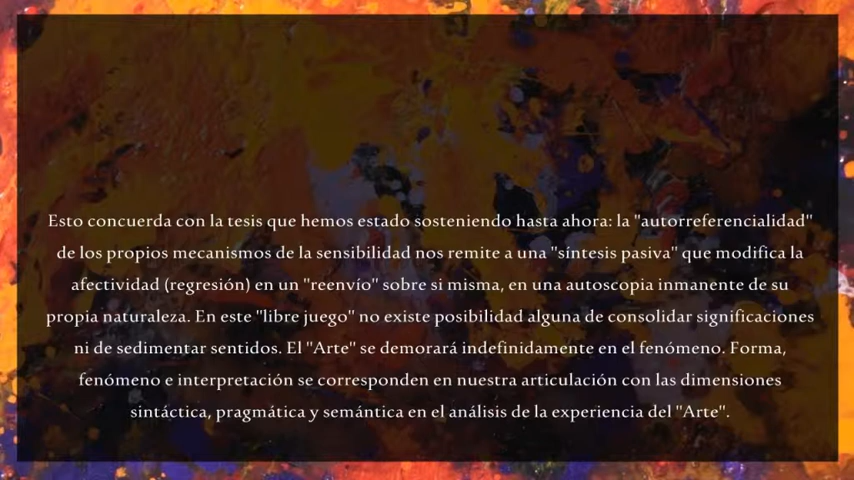 Esto concuerda con la tesis que hemos estado sosteniendo hasta ahora: la "autorreferencialidad"
de los propios mecanismos de la sensibilidad nos remite a una "síntesis pasiva" que modifica la
afectividad (regresión) en un "reenvío" sobre si misma, en una autoscopia inmanente de su
propia naturaleza. En este "libre juego" no existe posibilidad alguna de consolidar significaciones
ni de sedimentar sentidos. El "Arte" se demorará indefinidamente en el fenómeno. Forma,
fenómeno e interpretación se corresponden en nuestra articulación con las dimensiones
sintáctica, pragmática y semántica en el análisis de la experiencia del "Arte".